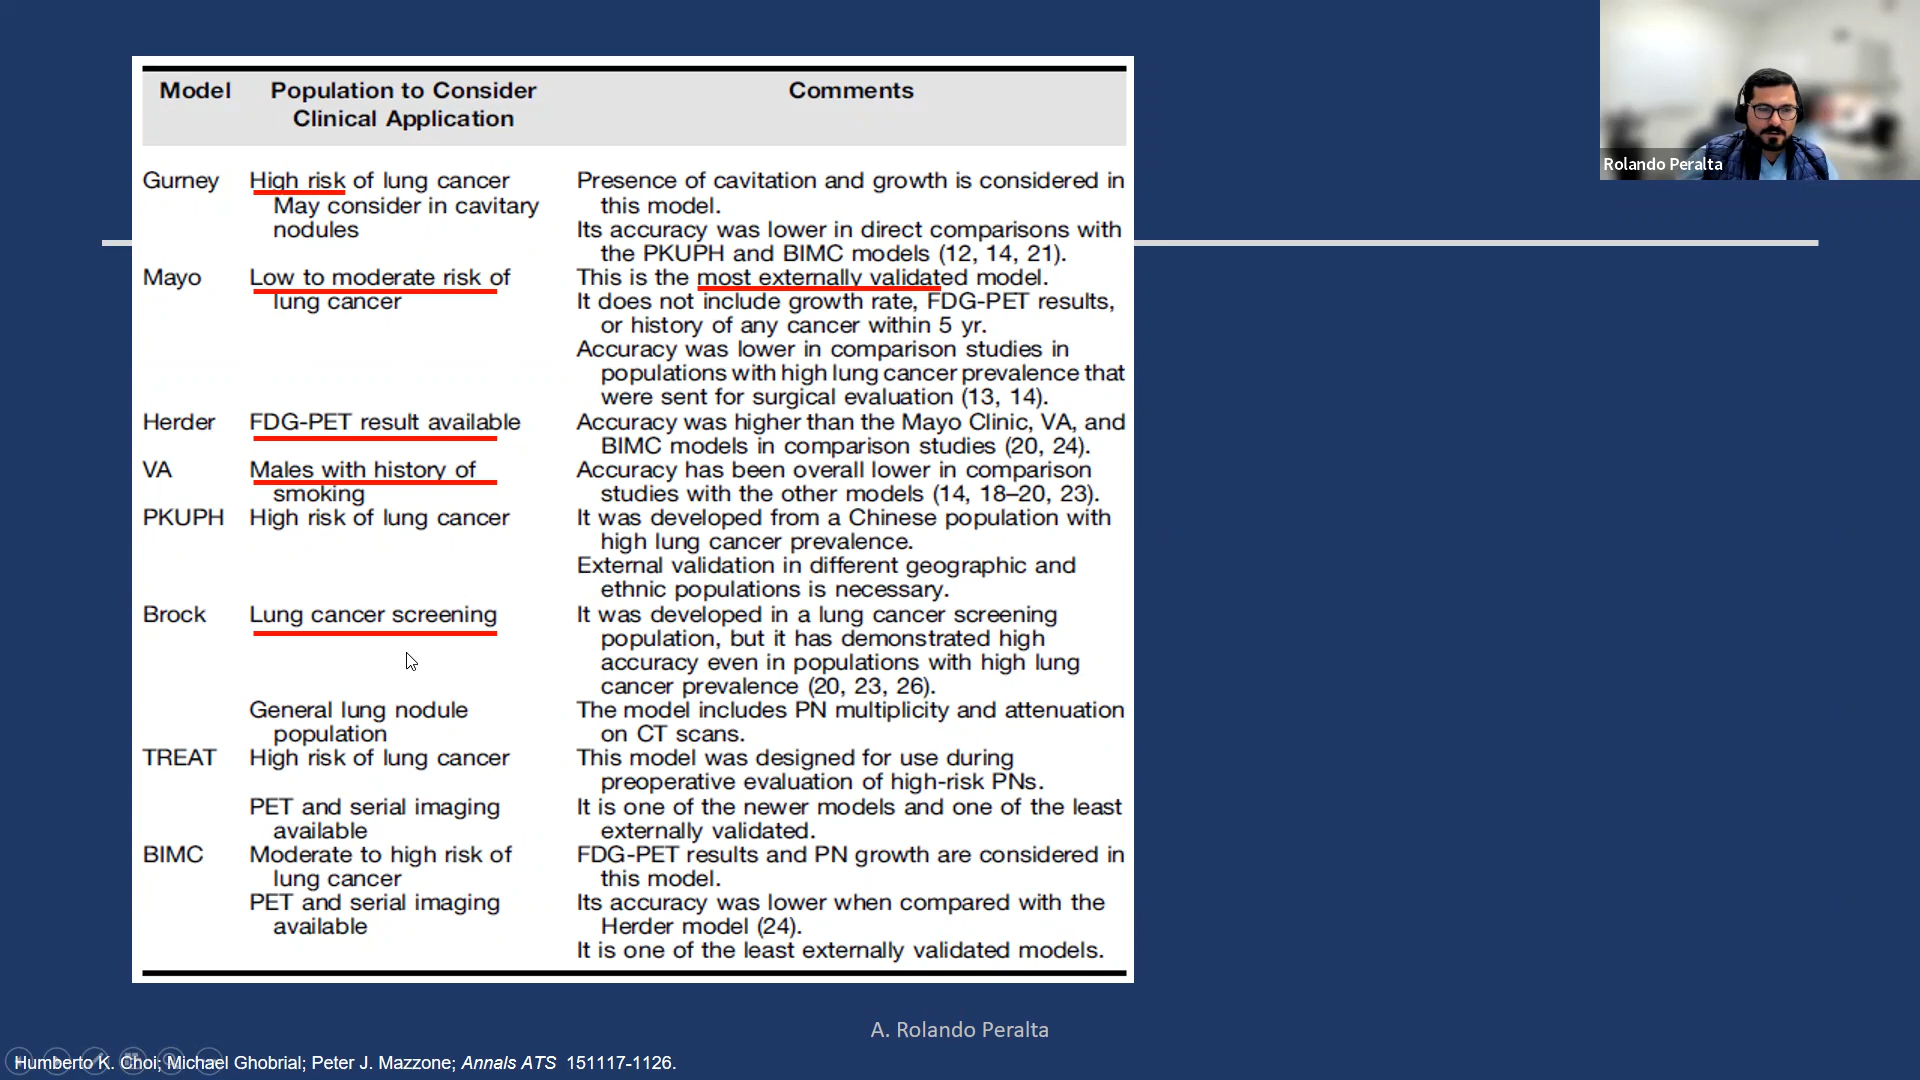 Model
Population to Consider
Clinical Application
Comments
Gurney
High risk of lung cancer
May consider in cavitary
nodules
Presence of cavitation and growth is considered in
this model.
Its accuracy was lower in direct comparisons with
the PKUPH and BIMC models (12, 14, 21).
Mayo
Low to moderate risk of
lung cancer
This is the most externally validated model.
It does not include growth rate, FDG-PET results,
or history of any cancer within 5 yr.
Accuracy was lower in comparison studies in
populations with high lung cancer prevalence that
were sent for surgical evaluation (13, 14).
Herder
FDG-PET result available
Accuracy was higher than the Mayo Clinic, VA, and
BIMC models in comparison studies (20, 24).
VA
Males with history of
smoking
Accuracy has been overall lower in comparison
studies with the other models (14, 18–20, 23).
PKUPH
High risk of lung cancer
It was developed from a Chinese population with
high lung cancer prevalence.
External validation in different geographic and
ethnic populations is necessary.
Brock
Lung cancer screening
It was developed in a lung cancer screening
population, but it has demonstrated high
accuracy even in populations with high lung
cancer prevalence (20, 23, 26).
General lung nodule
population
The model includes PN multiplicity and attenuation
on CT scans.
TREAT
High risk of lung cancer
This model was designed for use during
preoperative evaluation of high-risk PNs.
PET and serial imaging
available
It is one of the newer models and one of the least
externally validated.
BIMC
Moderate to high risk of
lung cancer
FDG-PET results and PN growth are considered in
this model.
PET and serial imaging
available
Its accuracy was lower when compared with the
Herder model (24).
It is one of the least externally validated models.
Rolando Peralta
A. Rolando Peralta
Humberto K. Choi; Michael Ghobrial; Peter J. Mazzone; Annals ATS 151117-1126.